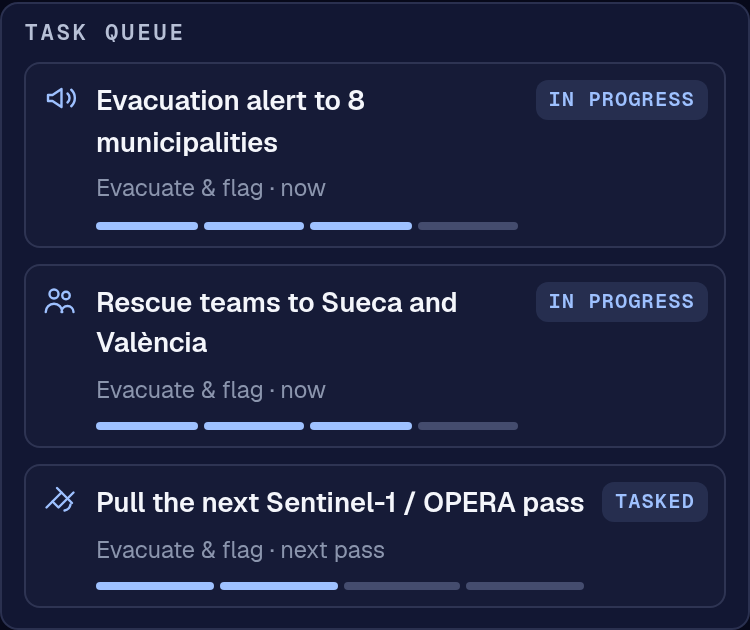 TASK QUEUE
Evacuation alert to 8
municipalities
IN PROGRESS
Evacuate & flag · now
Rescue teams to Sueca and
València
IN PROGRESS
Evacuate & flag · now
Pull the next Sentinel-1 / OPERA pass
TASKED
Evacuate & flag · next pass